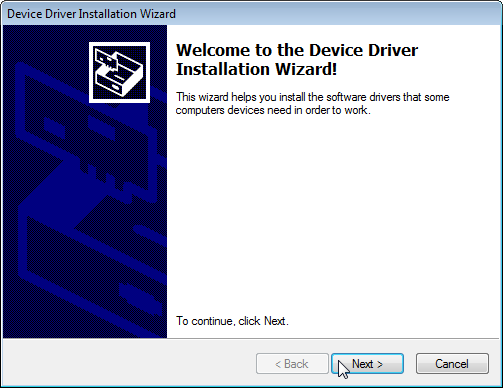 Device Driver Installation Wizard
Welcome to the Device Driver
Installation Wizard!
This wizard helps you install the software drivers that some
computers devices need in order to work.
To continue, click Next.
< Back
Next >
Cancel